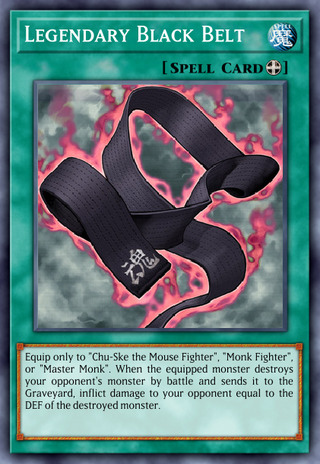 Legendary Black Belt
魔
[Spell Card]
魂
Equip only to "Chu-Ske the Mouse Fighter", "Monk Fighter",
or "Master Monk". When the equipped monster destroys
your opponent's monster by battle and sends it to the
Graveyard, inflict damage to your opponent equal to the
DEF of the destroyed monster.